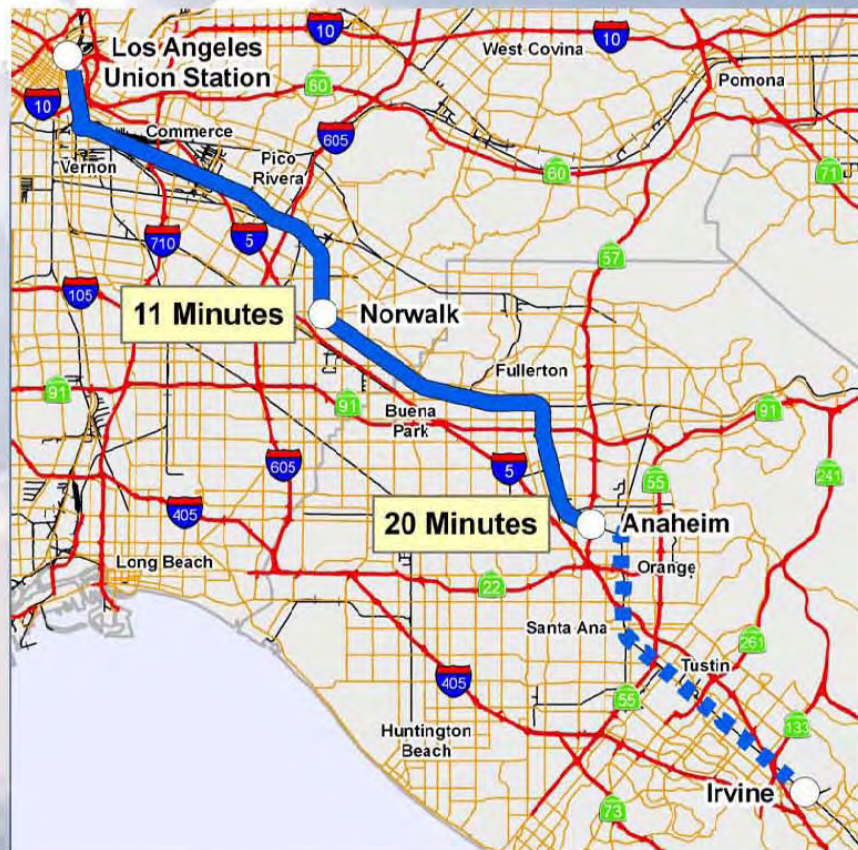 Los Angeles
Union Station
10
West Covina
10
Pomona
60
10
Commerce
605
Vernon
Pico
Rivera
60
71
710
5
57
105
11 Minutes
Norwalk
Fullerton
91
91
Buena
Park
91
605
5
55
241
405
20 Minutes
Anaheim
Long Beach
Orange
22
Santa Ana
261
Tustin
405
55
133
Huntington
Beach
Irvine
73